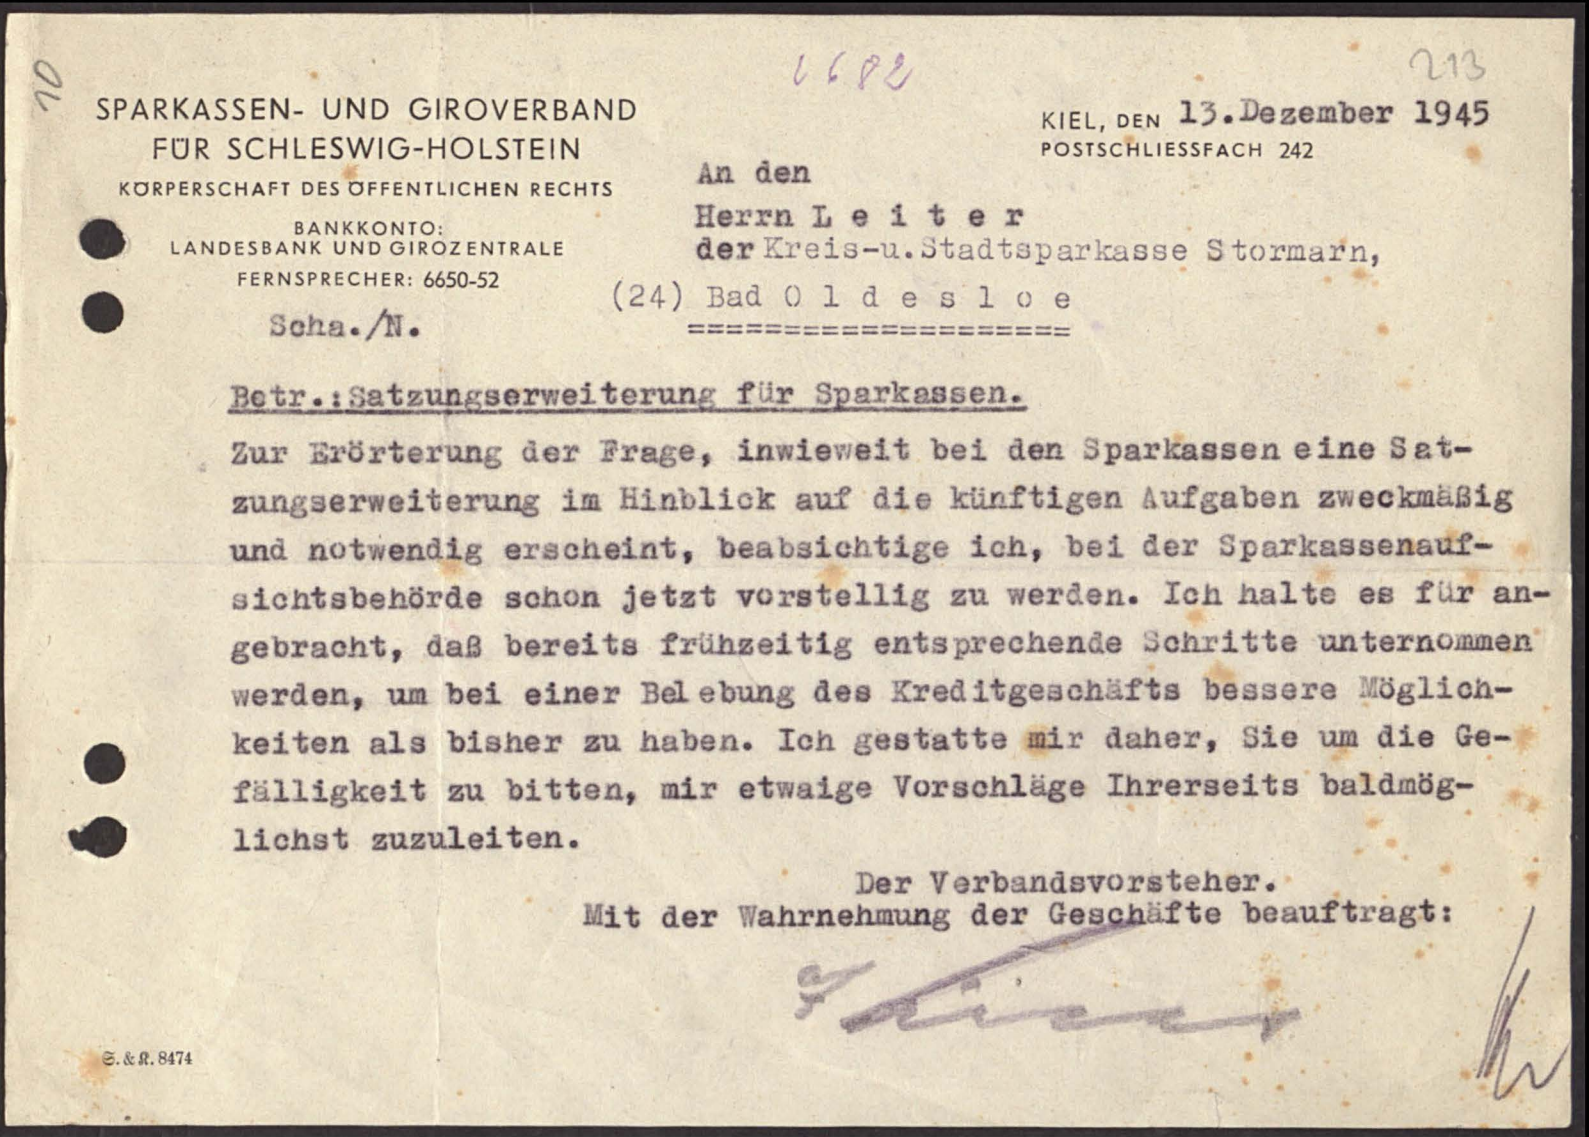 1682
213
SPARKASSEN- UND GIROVERBAND
FÜR SCHLESWIG-HOLSTEIN
KÖRPERSCHAFT DES ÖFFENTLICHEN RECHTS
BANKKONTO:
LANDESBANK UND GIROZENTRALE
FERNSPRECHER: 6650-52
Scha./N.
KIEL, DEN 13.Dezember 1945
POSTSCHLIESSFACH 242
An den
Herrn L e i t e r
der Kreis-u.Stadtsparkasse Stormarn,
(24) Bad O l d e s l o e
====================
Betr.:Satzungserweiterung für Sparkassen.
Zur Erörterung der Frage, inwieweit bei den Sparkassen eine Sat-
zungserweiterung im Hinblick auf die künftigen Aufgaben zweckmäßig
und notwendig erscheint, beabsichtige ich, bei der Sparkassenauf-
sichtsbehörde schon jetzt vorstellig zu werden. Ich halte es für an-
gebracht, daß bereits frühzeitig entsprechende Schritte unternommen
werden, um bei einer Belebung des Kreditgeschäfts bessere Möglich-
keiten als bisher zu haben. Ich gestatte mir daher, Sie um die Ge-
fälligkeit zu bitten, mir etwaige Vorschläge Ihrerseits baldmög-
lichst zuzuleiten.
Der Verbandsvorsteher.
Mit der Wahrnehmung der Geschäfte beauftragt:
S. & K. 8474